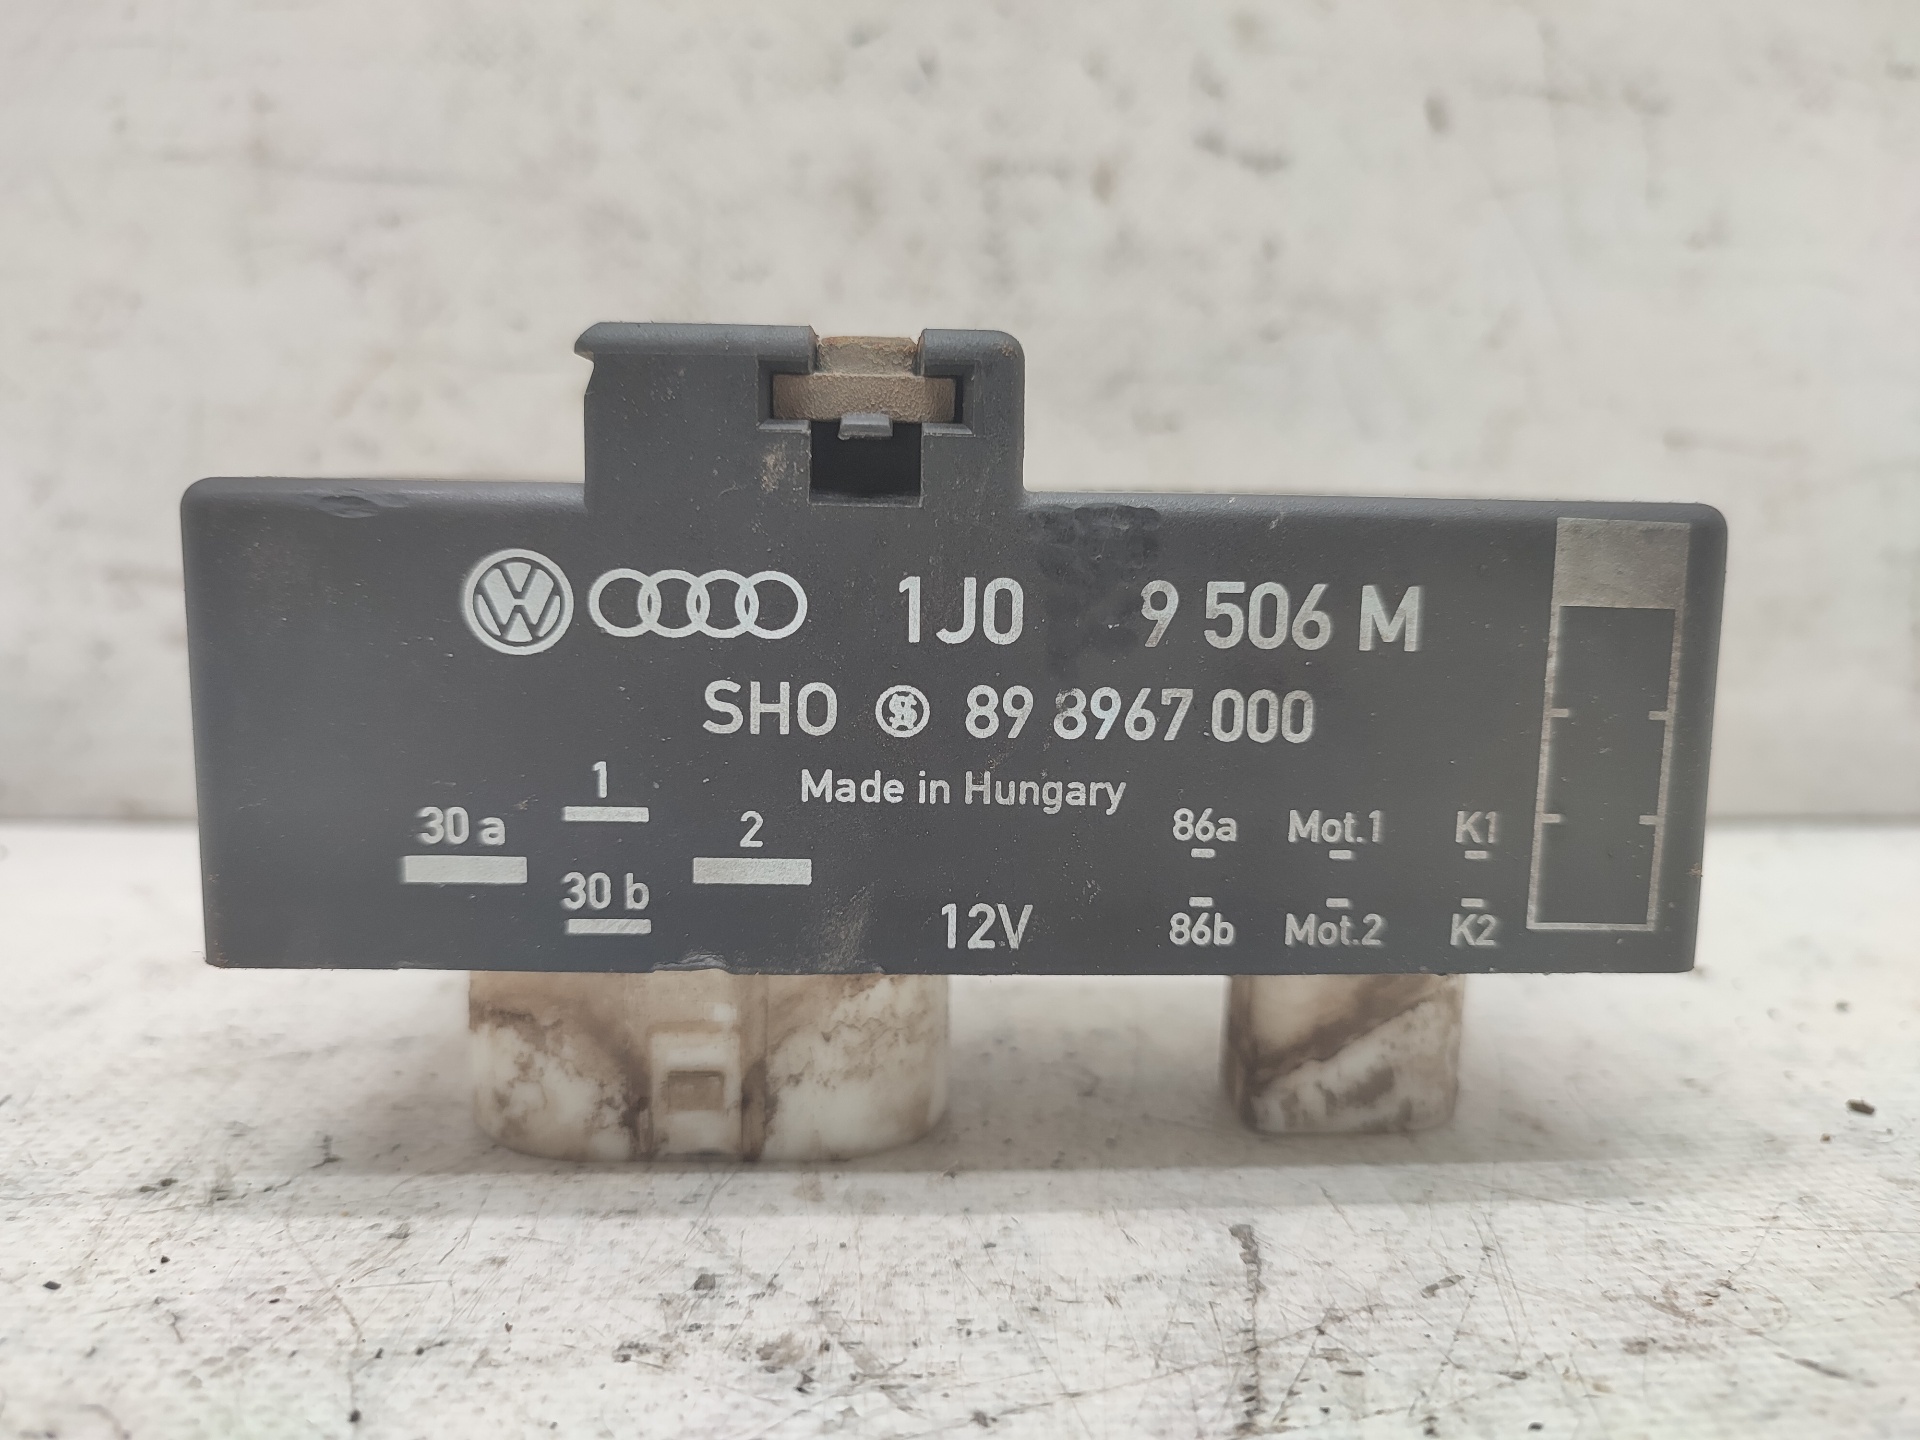 1J0 9 506 M
SHO 89 8967 000
Made in Hungary
1
30 a 2 86a Mot.1 K1
30 b 12V 86b Mot.2 K2